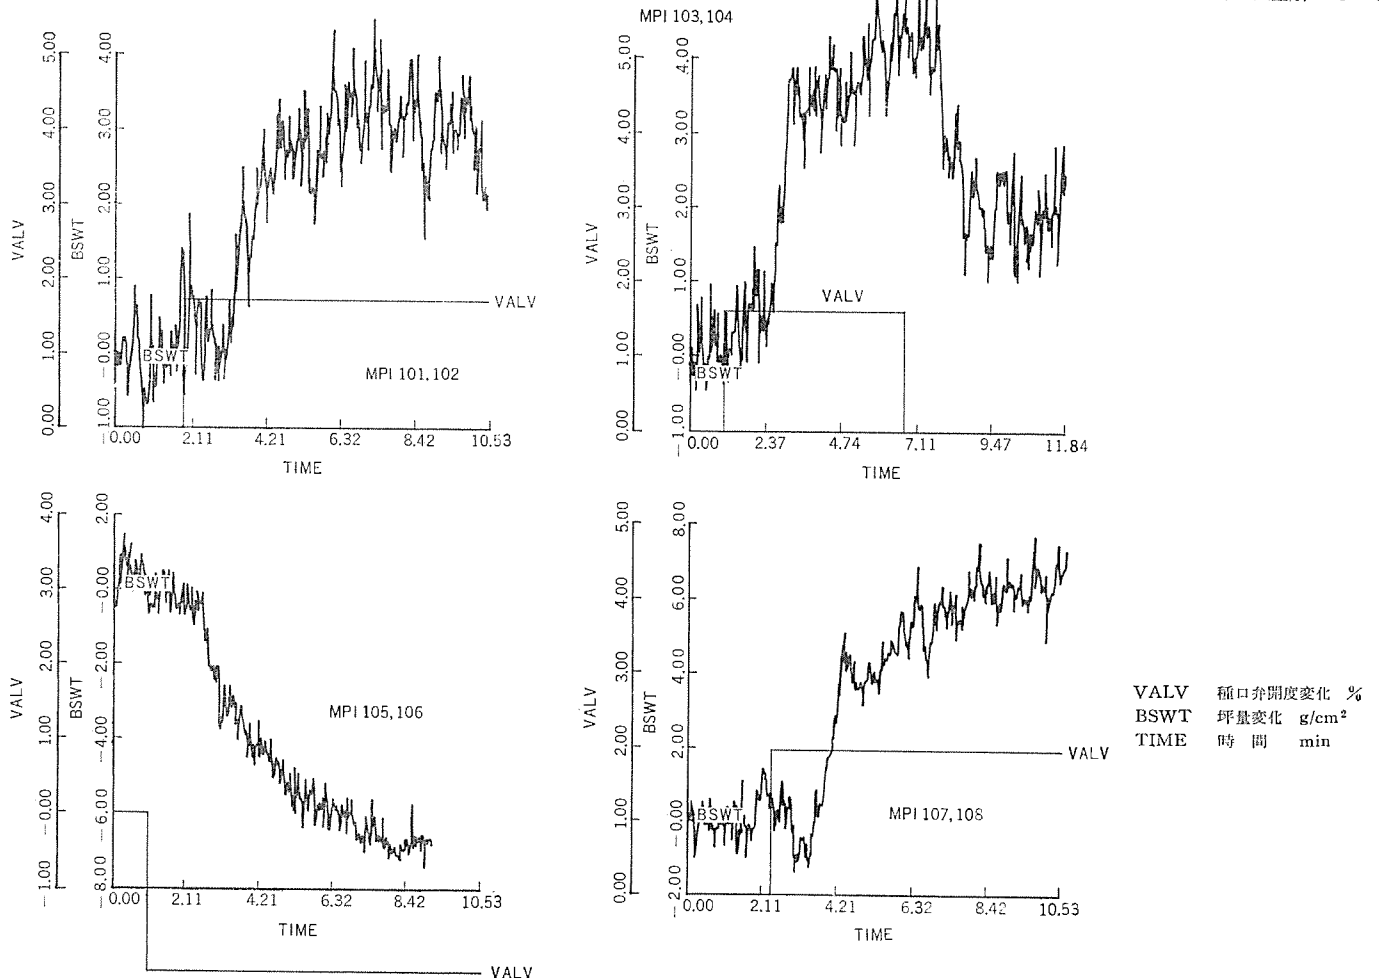 MPI 103,104
VALV
0.00 1.00 2.00 3.00 4.00 5.00
BSWT
-1.00 -0.00 1.00 2.00 3.00 4.00
BSWT
VALV
MPI 101,102
0.00 2.11 4.21 6.32 8.42 10.53
TIME
VALV
0.00 1.00 2.00 3.00 4.00 5.00
BSWT
-1.00 -0.00 1.00 2.00 3.00 4.00
BSWT
VALV
0.00 2.37 4.74 7.11 9.47 11.84
TIME
VALV
-1.00 -0.00 1.00 2.00 3.00 4.00
BSWT
-8.00 -6.00 -4.00 -2.00 -0.00 2.00
BSWT
MPI 105,106
0.00 2.11 4.21 6.32 8.42 10.53
TIME
VALV
VALV
0.00 1.00 2.00 3.00 4.00 5.00
BSWT
-2.00 -0.00 2.00 4.00 6.00 8.00
BSWT
VALV
MPI 107,108
0.00 2.11 4.21 6.32 8.42 10.53
TIME
VALV 種口弁開度変化 %
BSWT 坪量変化 g/cm²
TIME 時間 min